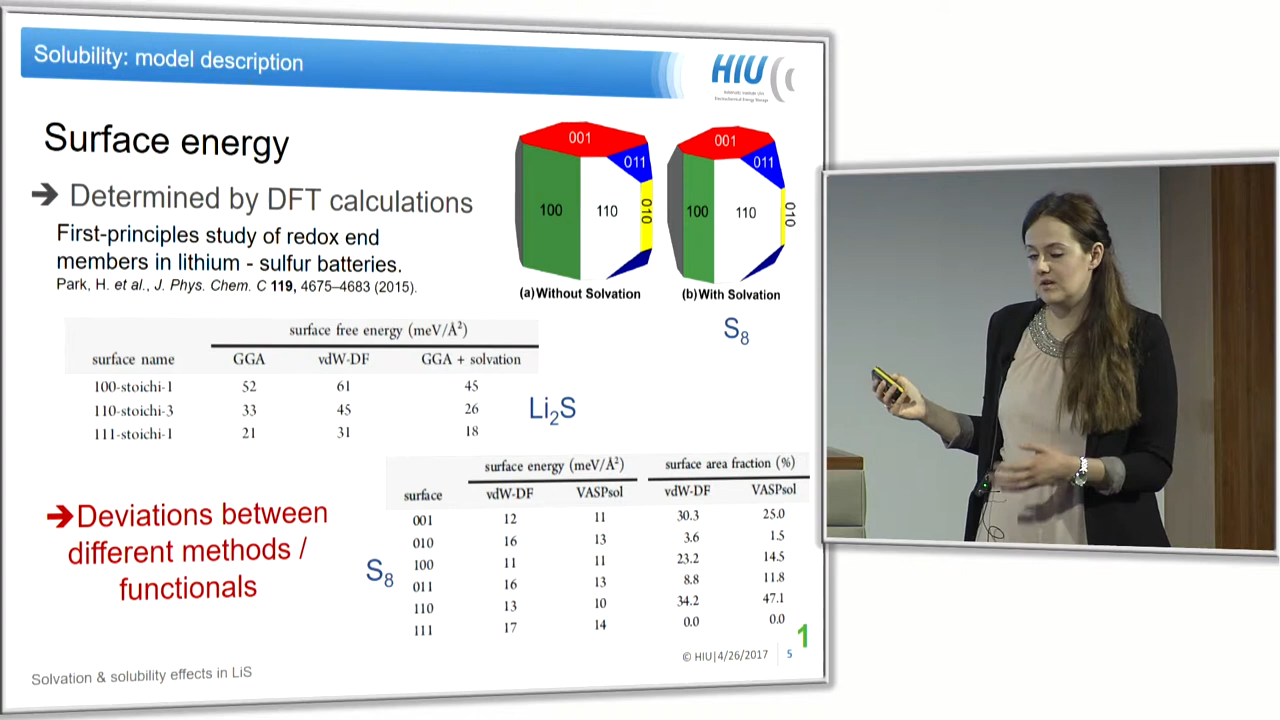 Solubility: model description
HIU
Surface energy
➔ Determined by DFT calculations
First-principles study of redox end
members in lithium - sulfur batteries.
Park, H. et al., J. Phys. Chem. C 119, 4675–4683 (2015).
001
011
100
110
010
(a)Without Solvation
001
011
100
110
010
(b)With Solvation
S8
surface free energy (meV/Å²)
surface name GGA vdW-DF GGA + solvation
100-stoichi-1 52 61 45
110-stoichi-3 33 45 26
111-stoichi-1 21 31 18
Li2S
surface energy (meV/Å²) surface area fraction (%)
surface vdW-DF VASPsol vdW-DF VASPsol
001 12 11 30.3 25.0
010 16 13 3.6 1.5
100 11 11 23.2 14.5
011 16 13 8.8 11.8
110 13 10 34.2 47.1
111 17 14 0.0 0.0
S8
➔Deviations between
different methods /
functionals
1
Solvation & solubility effects in LiS
© HIU|4/26/2017 5